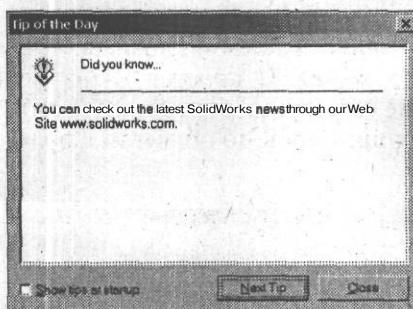 Tip of the Day
Did you know...
You can check out the latest SolidWorks news through our Web
Site www.solidworks.com.
Show tips at startup
Next Tip
Close